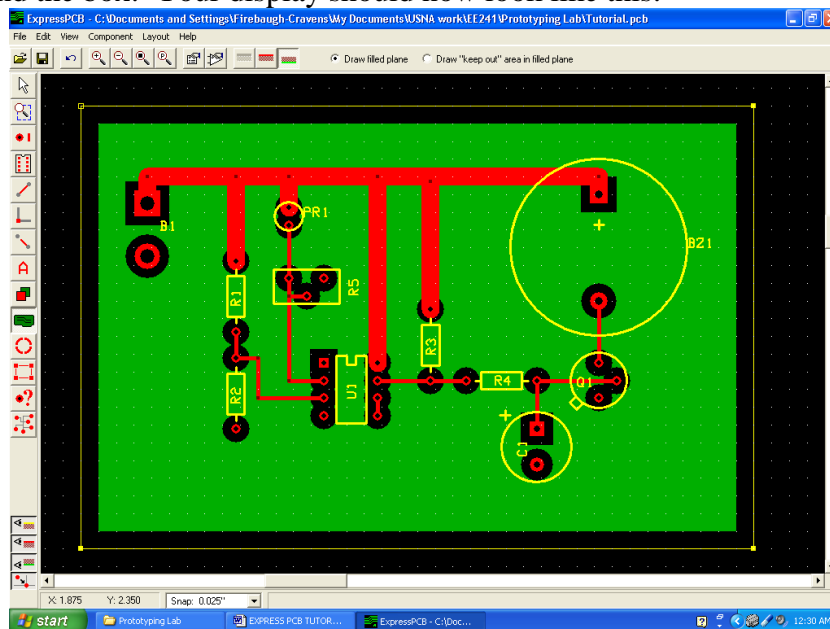 nd the box. Your display should now look like this:
ExpressPCB - C:\Documents and Settings\Firebaugh-Cravens\My Documents\USNA work\EE241\Prototyping Lab\Tutorial.pcb
File Edit View Component Layout Help
Draw filled plane Draw "keep out" area in filled plane
B1
PR1
BZ1
+
R1
R5
R3
R2
U1
R4
Q1
+
C1
X: 1.875 Y: 2.350 Snap: 0.025"
start Prototyping Lab EXPRESS PCB TUTOR... ExpressPCB - C:\Doc... 12:30 AM